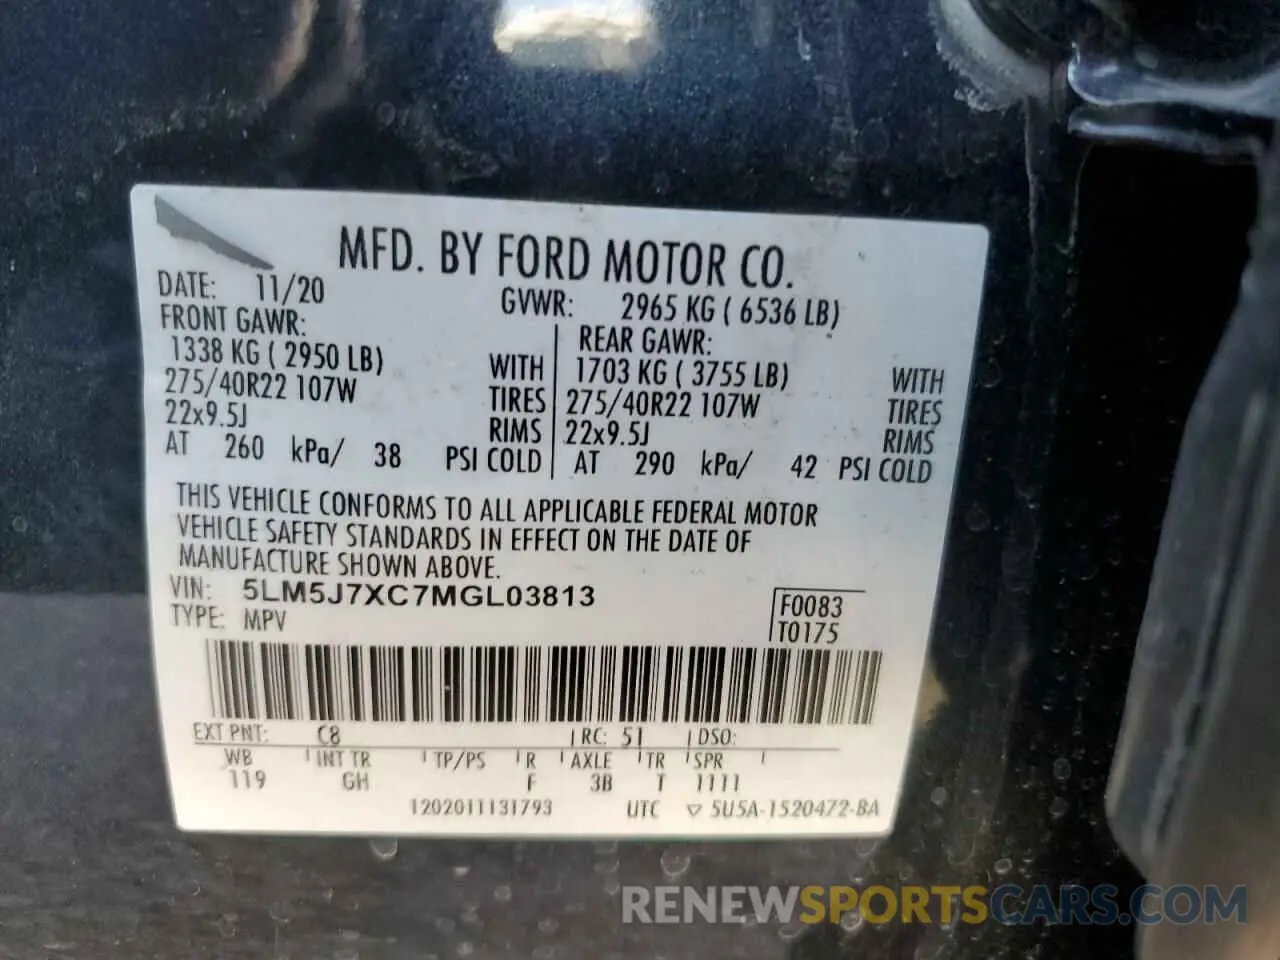 MFD. BY FORD MOTOR CO.
DATE: 11/20 GVWR: 2965 KG ( 6536 LB)
FRONT GAWR: REAR GAWR:
1338 KG ( 2950 LB) WITH 1703 KG ( 3755 LB) WITH
275/40R22 107W TIRES 275/40R22 107W TIRES
22x9.5J RIMS 22x9.5J RIMS
AT 260 kPa/ 38 PSI COLD AT 290 kPa/ 42 PSI COLD
THIS VEHICLE CONFORMS TO ALL APPLICABLE FEDERAL MOTOR
VEHICLE SAFETY STANDARDS IN EFFECT ON THE DATE OF
MANUFACTURE SHOWN ABOVE.
VIN: 5LM5J7XC7MGL03813 F0083
TYPE: MPV T0175
EXT PNT: C8 RC: 51 DSO:
WB INT TR TP/PS R AXLE TR SPR
119 GH F 3B T 1111
1202011131793 UTC ▽ 5U5A-1520472-BA
RENEWSPORTSCARS.COM